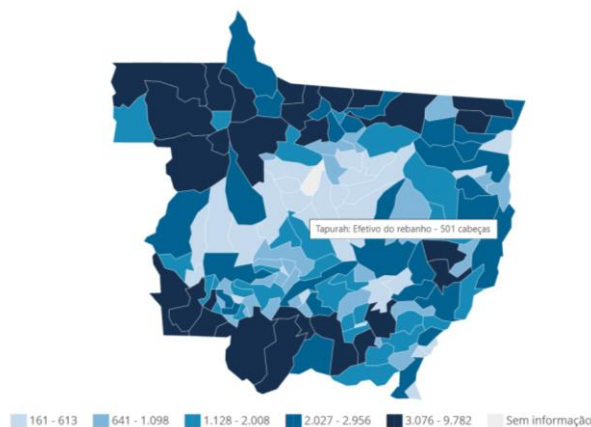 Tapurah: Efetivo do rebanho - 501 cabeças
161 - 613 641 - 1.098 1.128 - 2.008 2.027 - 2.956 3.076 - 9.782 Sem informação